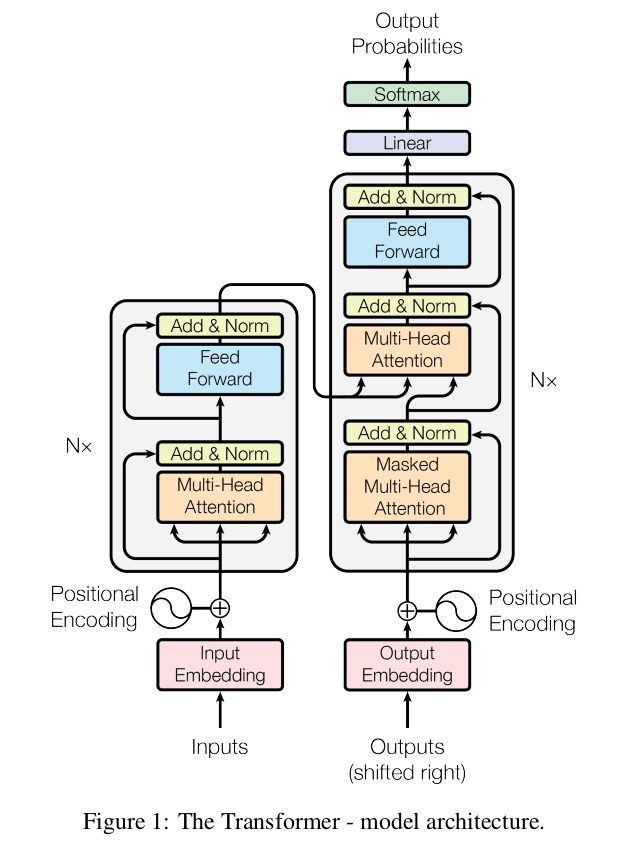 Output
Probabilities
Softmax
Linear
Add & Norm
Feed
Forward
Add & Norm
Multi-Head
Attention
Add & Norm
Masked
Multi-Head
Attention
N×
Add & Norm
Feed
Forward
Add & Norm
Multi-Head
Attention
N×
Positional
Encoding
Positional
Encoding
Input
Embedding
Output
Embedding
Inputs
Outputs
(shifted right)
Figure 1: The Transformer - model architecture.